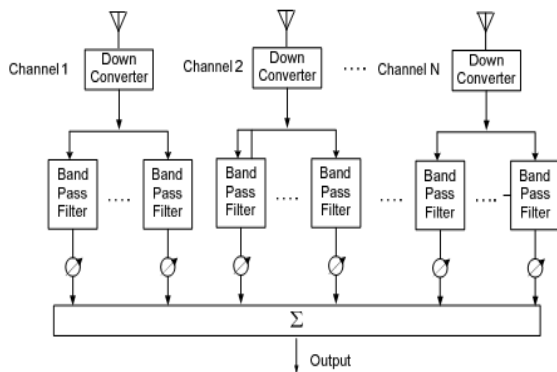 Channel 1
Down
Converter
Channel 2
Down
Converter
....
Channel N
Down
Converter
Band
Pass
Filter
....
Band
Pass
Filter
Band
Pass
Filter
....
Band
Pass
Filter
....
Band
Pass
Filter
....
Band
Pass
Filter
Σ
Output